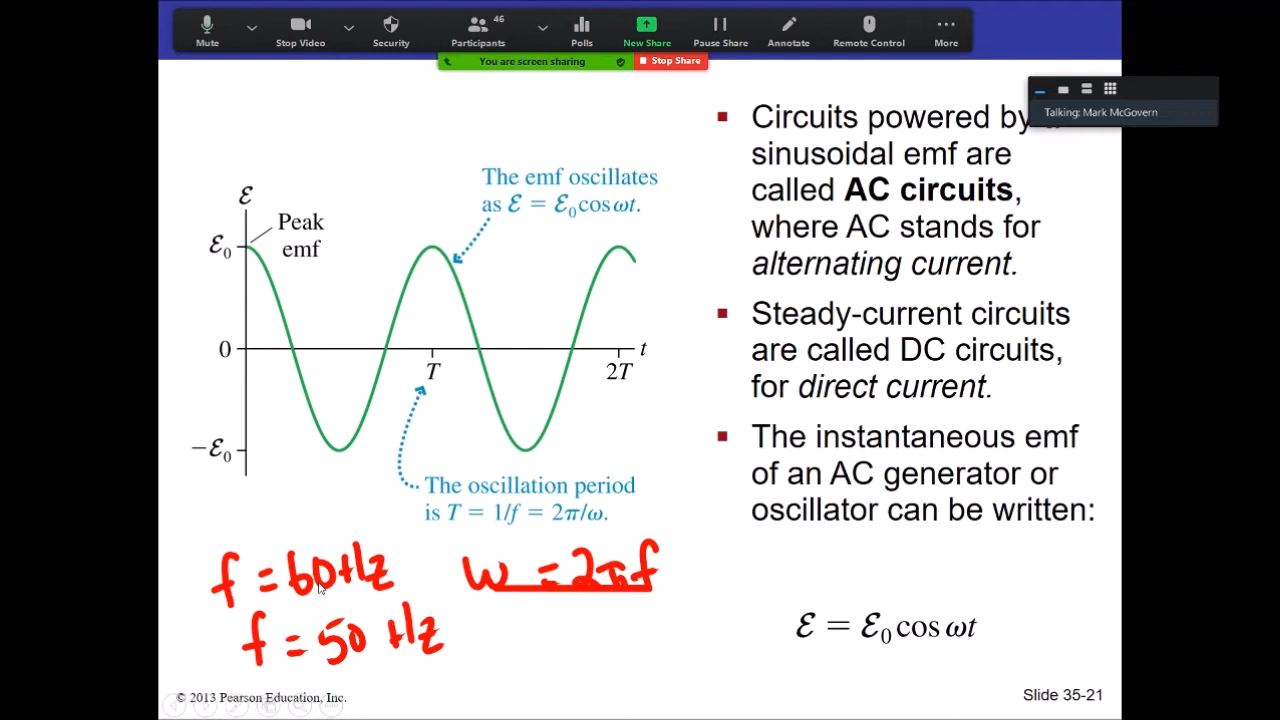 46
Mute
Stop Video
Security
Participants
Polls
New Share
Pause Share
Annotate
Remote Control
More
You are screen sharing
Stop Share
Talking: Mark McGovern
The emf oscillates
as ℰ = ℰ₀ cos ωt.
ℰ
Peak
emf
ℰ₀
0
T
2T
t
−ℰ₀
The oscillation period
is T = 1/f = 2π/ω.
f = 60 Hz
ω = 2πf
f = 50 Hz
▪ Circuits powered by
sinusoidal emf are
called AC circuits,
where AC stands for
alternating current.
▪ Steady-current circuits
are called DC circuits,
for direct current.
▪ The instantaneous emf
of an AC generator or
oscillator can be written:
ℰ = ℰ₀ cos ωt
© 2013 Pearson Education, Inc.
Slide 35-21